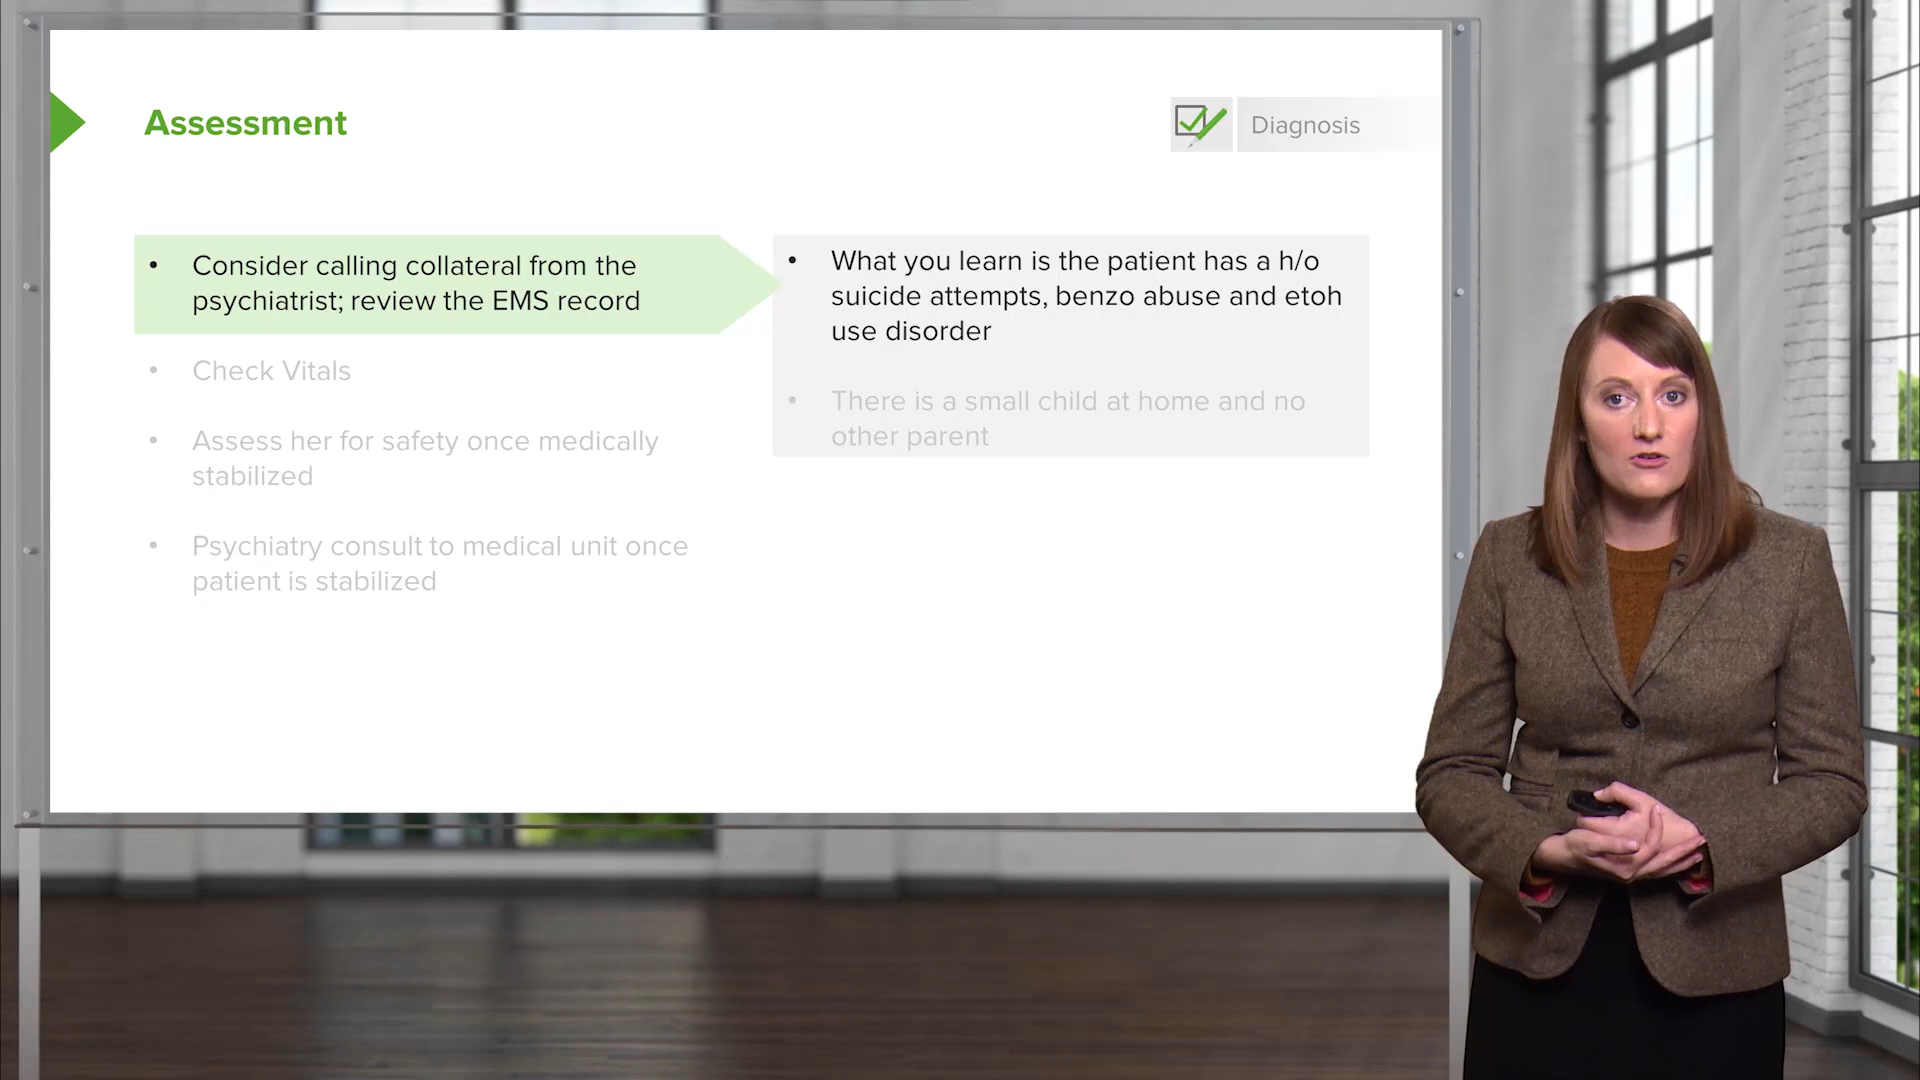 Assessment
Diagnosis
• Consider calling collateral from the
psychiatrist; review the EMS record
• Check Vitals
• Assess her for safety once medically
stabilized
• Psychiatry consult to medical unit once
patient is stabilized
• What you learn is the patient has a h/o
suicide attempts, benzo abuse and etoh
use disorder
• There is a small child at home and no
other parent